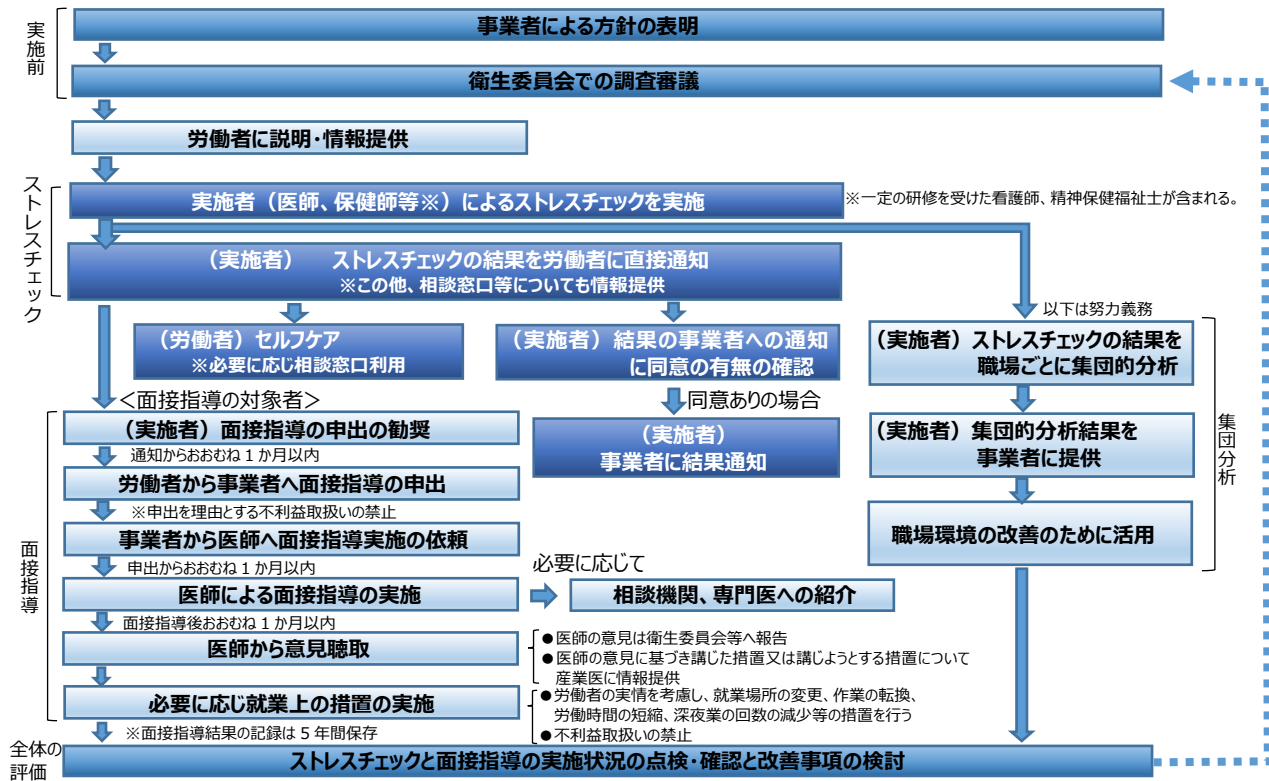 実施前
事業者による方針の表明
衛生委員会での調査審議
労働者に説明・情報提供
ストレスチェック
実施者（医師、保健師等※）によるストレスチェックを実施
※一定の研修を受けた看護師、精神保健福祉士が含まれる。
（実施者）　ストレスチェックの結果を労働者に直接通知
※この他、相談窓口等についても情報提供
（労働者）セルフケア
※必要に応じ相談窓口利用
（実施者）結果の事業者への通知
に同意の有無の確認
同意ありの場合
（実施者）
事業者に結果通知
以下は努力義務
（実施者）ストレスチェックの結果を
職場ごとに集団的分析
（実施者）集団的分析結果を
事業者に提供
職場環境の改善のために活用
集団分析
＜面接指導の対象者＞
面接指導
（実施者）面接指導の申出の勧奨
通知からおおむね１か月以内
労働者から事業者へ面接指導の申出
※申出を理由とする不利益取扱いの禁止
事業者から医師へ面接指導実施の依頼
申出からおおむね１か月以内
医師による面接指導の実施
必要に応じて
相談機関、専門医への紹介
面接指導後おおむね１か月以内
医師から意見聴取
●医師の意見は衛生委員会等へ報告
●医師の意見に基づき講じた措置又は講じようとする措置について
産業医に情報提供
必要に応じ就業上の措置の実施
●労働者の実情を考慮し、就業場所の変更、作業の転換、
労働時間の短縮、深夜業の回数の減少等の措置を行う
●不利益取扱いの禁止
※面接指導結果の記録は５年間保存
全体の
評価
ストレスチェックと面接指導の実施状況の点検・確認と改善事項の検討